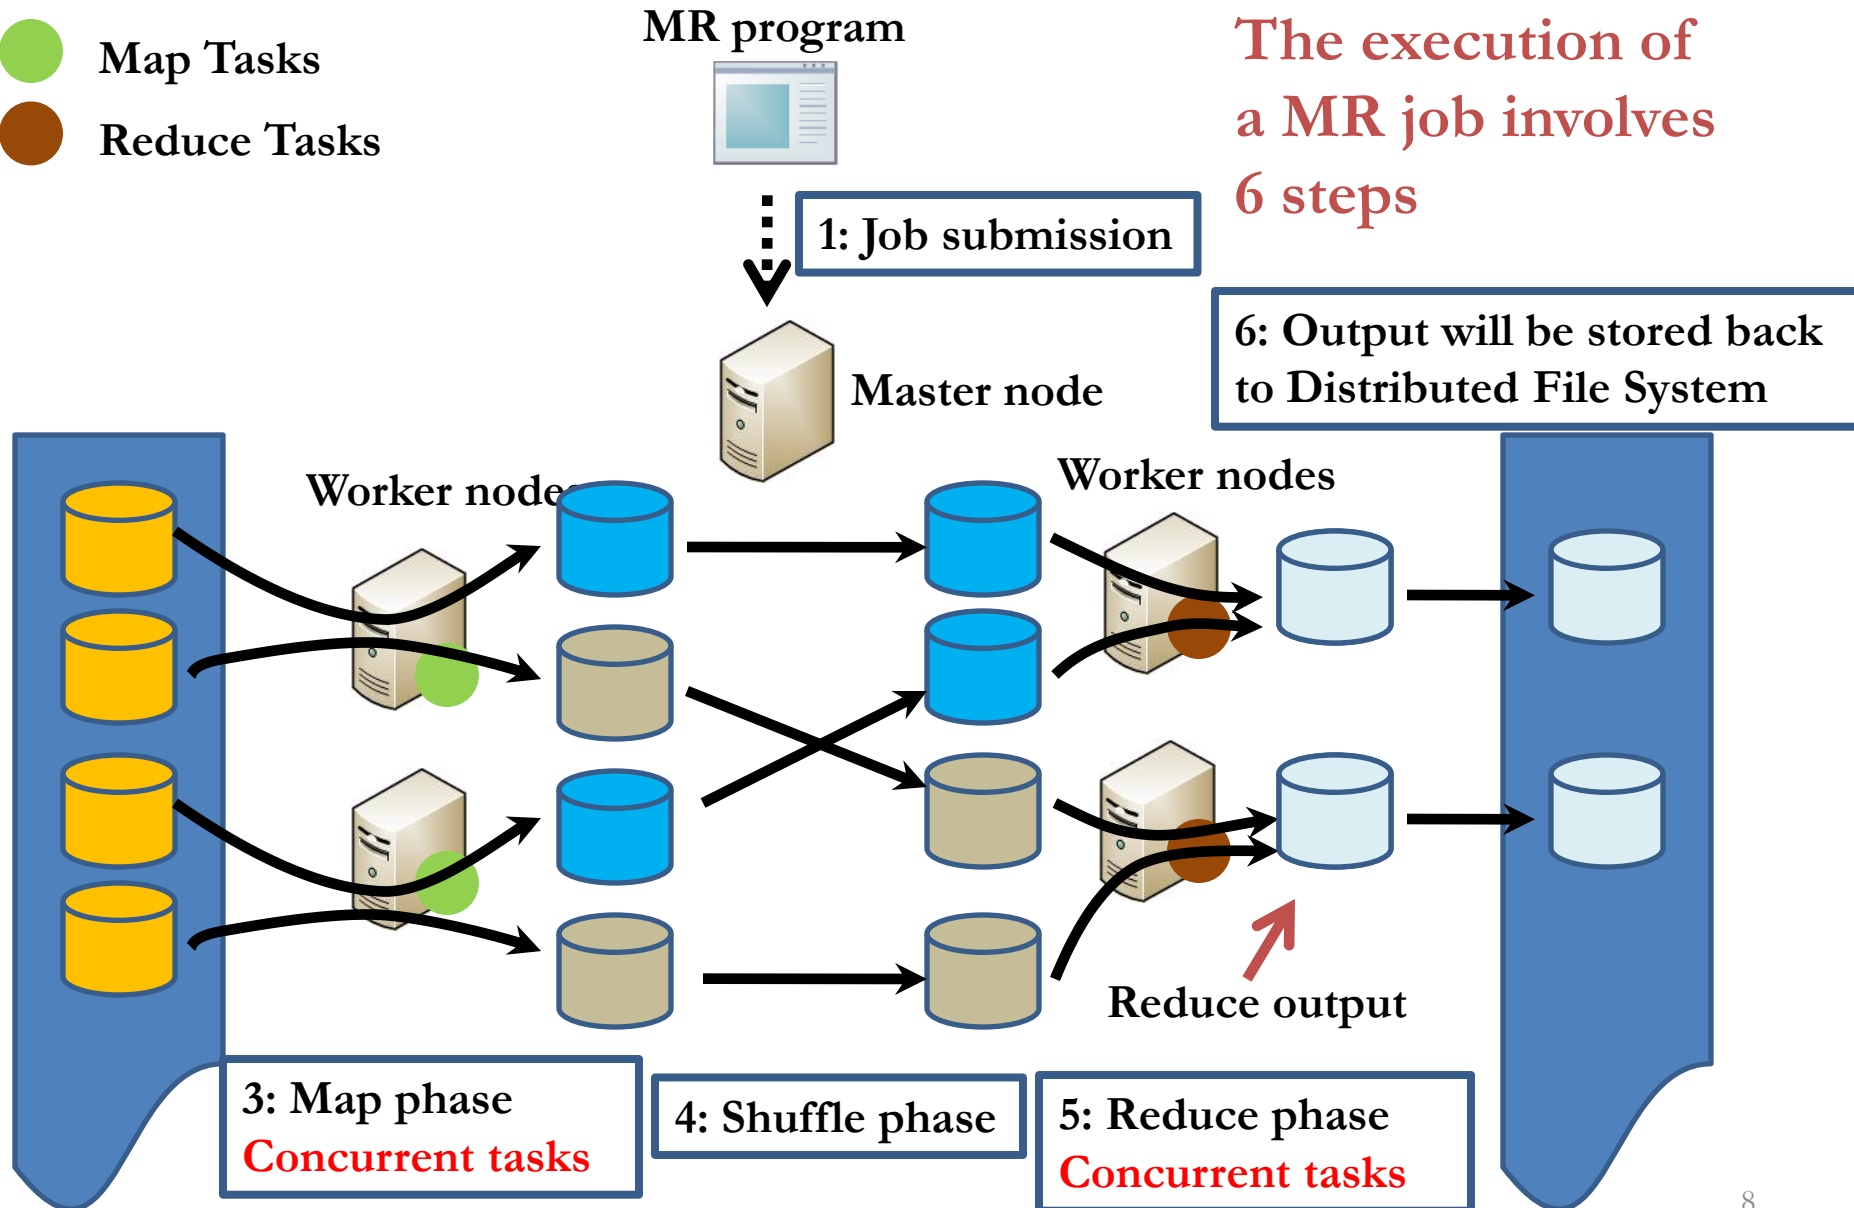 Map Tasks
Reduce Tasks
MR program
The execution of
a MR job involves
6 steps
1: Job submission
6: Output will be stored back
to Distributed File System
Master node
Worker nodes
Worker nodes
Reduce output
3: Map phase
Concurrent tasks
4: Shuffle phase
5: Reduce phase
Concurrent tasks
8